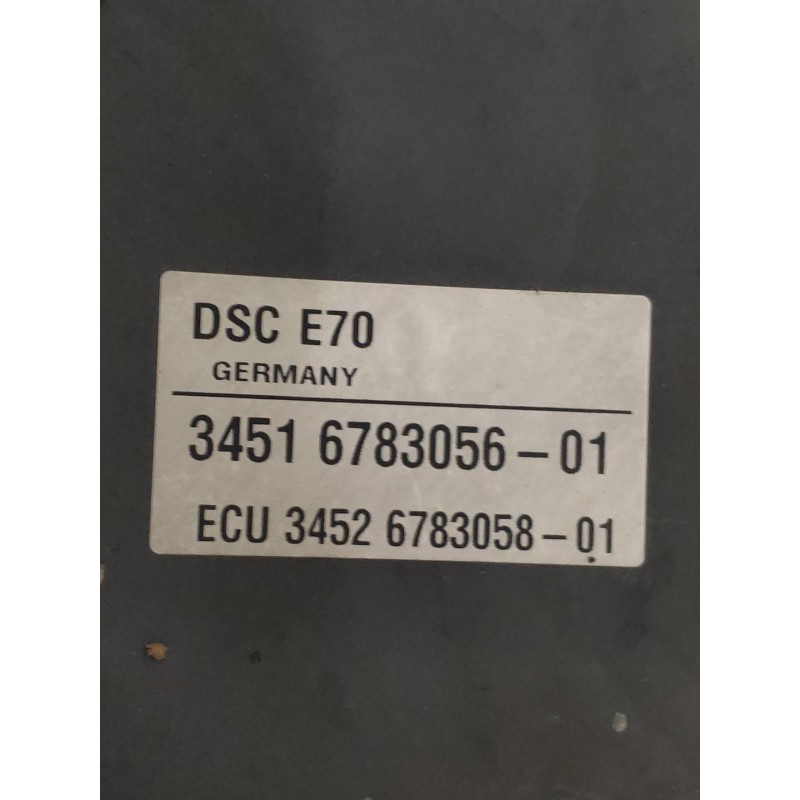 DSC E70
GERMANY
3451 6783056-01
ECU 3452 6783058-01